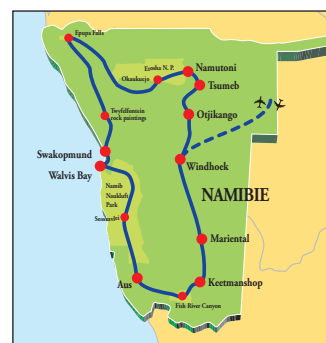 Epupa Falls
Etosha N. P.
Okaukuejo
Namutoni
Tsumeb
Twyfelfontein
rock paintings
Otjikango
Swakopmund
Walvis Bay
Windhoek
Namib
Naukluft
Park
NAMIBIE
Sossusvlei
Mariental
Aus
Keetmanshop
Fish River Canyon